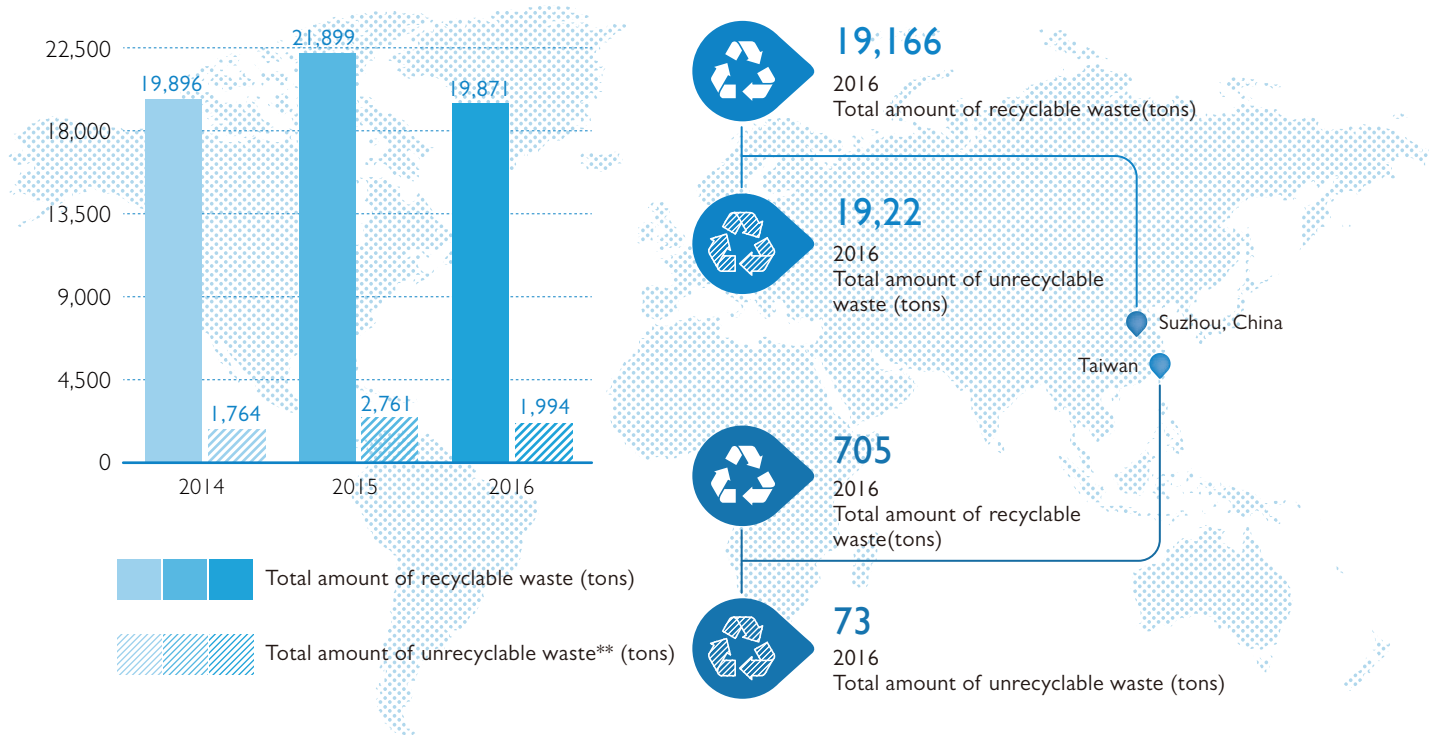 22,500
18,000
13,500
9,000
4,500
0
19,896
1,764
21,899
2,761
19,871
1,994
2014
2015
2016
Total amount of recyclable waste (tons)
Total amount of unrecyclable waste** (tons)
19,166
2016
Total amount of recyclable waste(tons)
19,22
2016
Total amount of unrecyclable
waste (tons)
Suzhou, China
Taiwan
705
2016
Total amount of recyclable
waste(tons)
73
2016
Total amount of unrecyclable waste (tons)